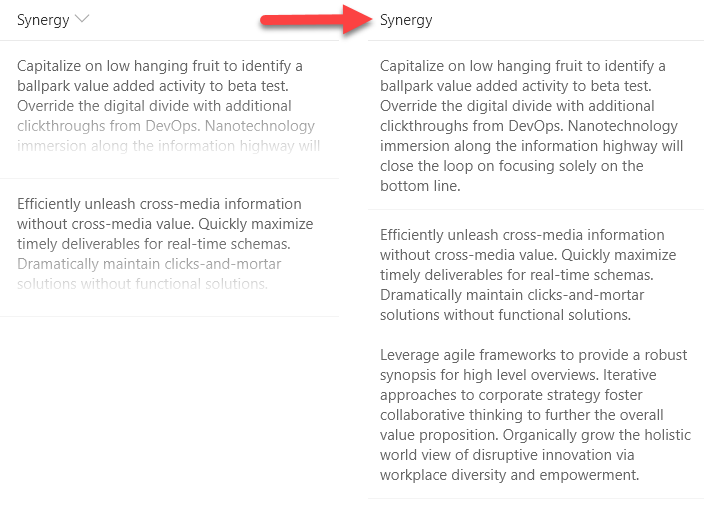 Synergy
Capitalize on low hanging fruit to identify a
ballpark value added activity to beta test.
Override the digital divide with additional
clickthroughs from DevOps. Nanotechnology
immersion along the information highway will
Efficiently unleash cross-media information
without cross-media value. Quickly maximize
timely deliverables for real-time schemas.
Dramatically maintain clicks-and-mortar
solutions without functional solutions.
Synergy
Capitalize on low hanging fruit to identify a
ballpark value added activity to beta test.
Override the digital divide with additional
clickthroughs from DevOps. Nanotechnology
immersion along the information highway will
close the loop on focusing solely on the
bottom line.
Efficiently unleash cross-media information
without cross-media value. Quickly maximize
timely deliverables for real-time schemas.
Dramatically maintain clicks-and-mortar
solutions without functional solutions.
Leverage agile frameworks to provide a robust
synopsis for high level overviews. Iterative
approaches to corporate strategy foster
collaborative thinking to further the overall
value proposition. Organically grow the holistic
world view of disruptive innovation via
workplace diversity and empowerment.